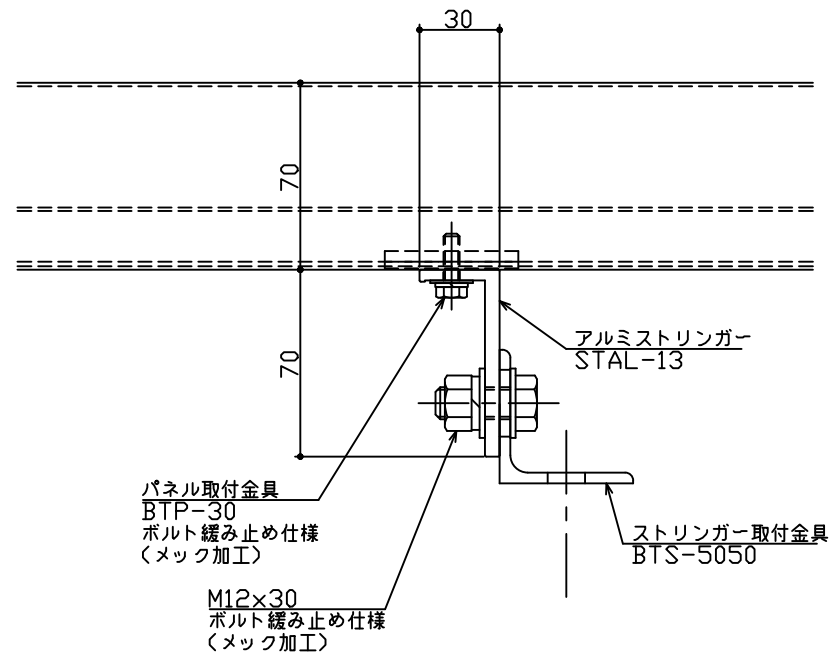 30
70
70
アルミストリンガー
STAL-13
パネル取付金具
BTP-30
ボルト緩み止め仕様
(メック加工)
ストリンガー取付金具
BTS-5050
M12×30
ボルト緩み止め仕様
(メック加工)